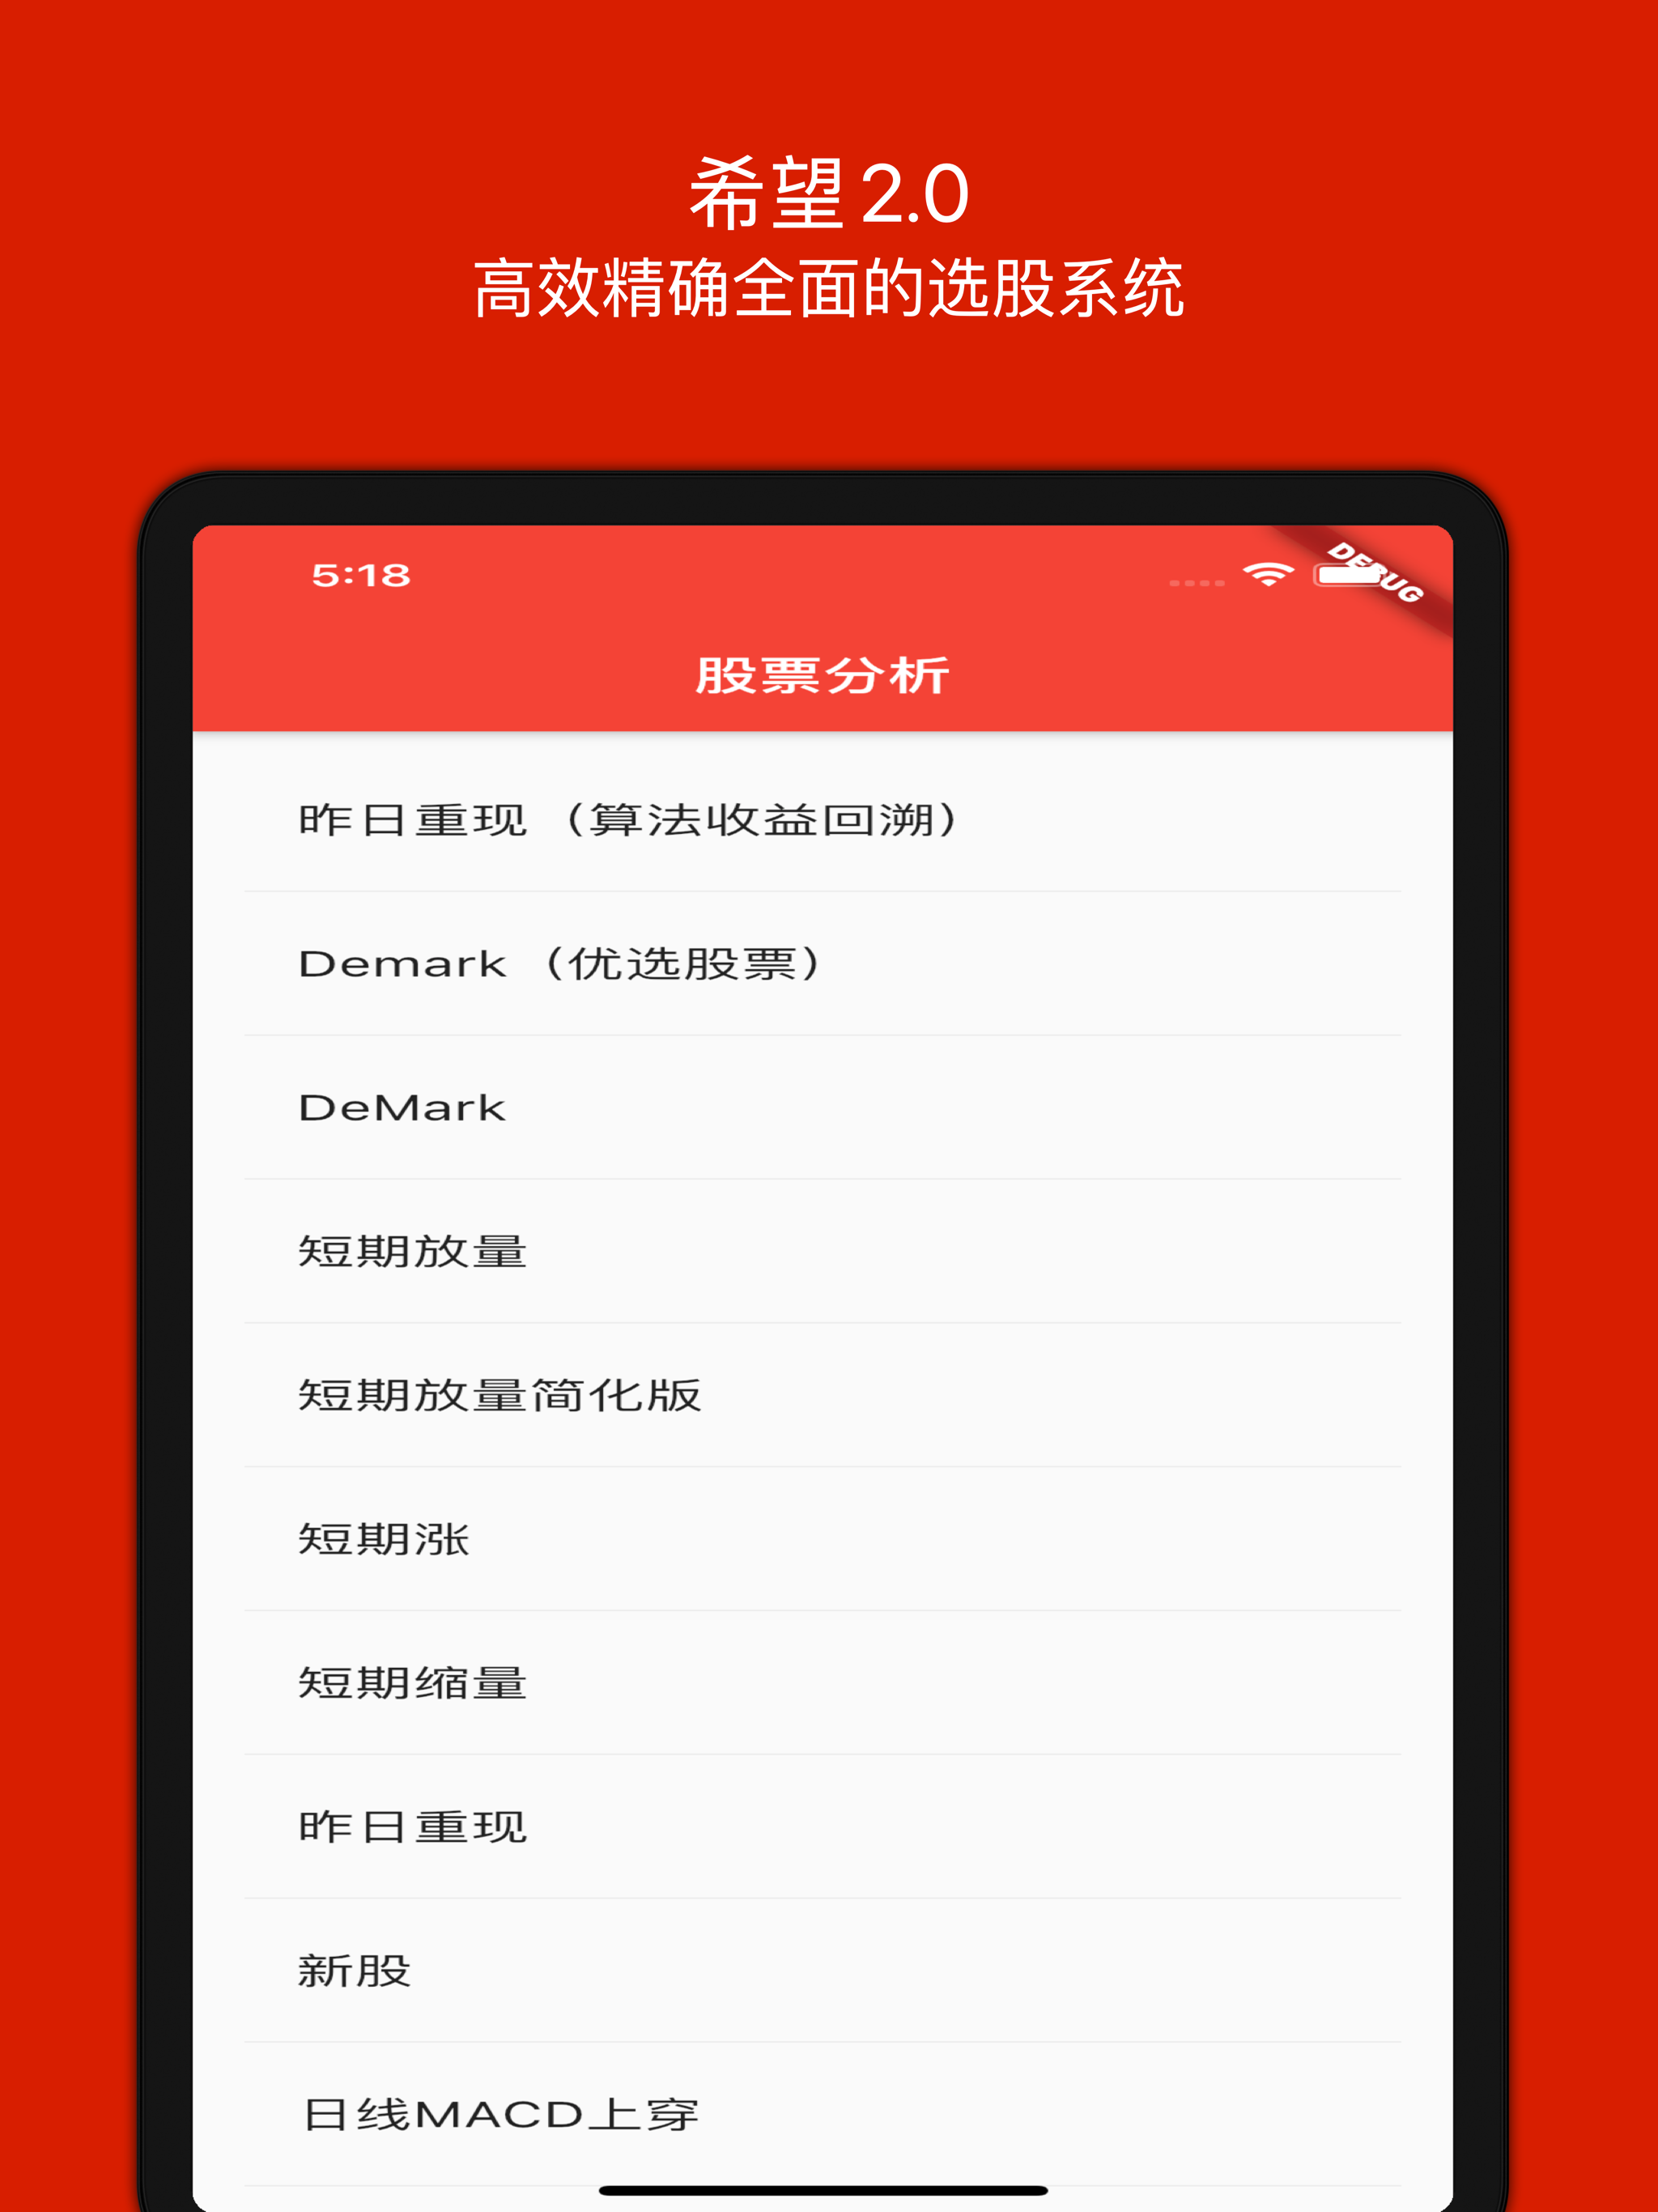 希望2.0
高效精确全面的选股系统
5:18
DEBUG
股票分析
昨日重现（算法收益回溯）
Demark（优选股票）
DeMark
短期放量
短期放量简化版
短期涨
短期缩量
昨日重现
新股
日线MACD上穿